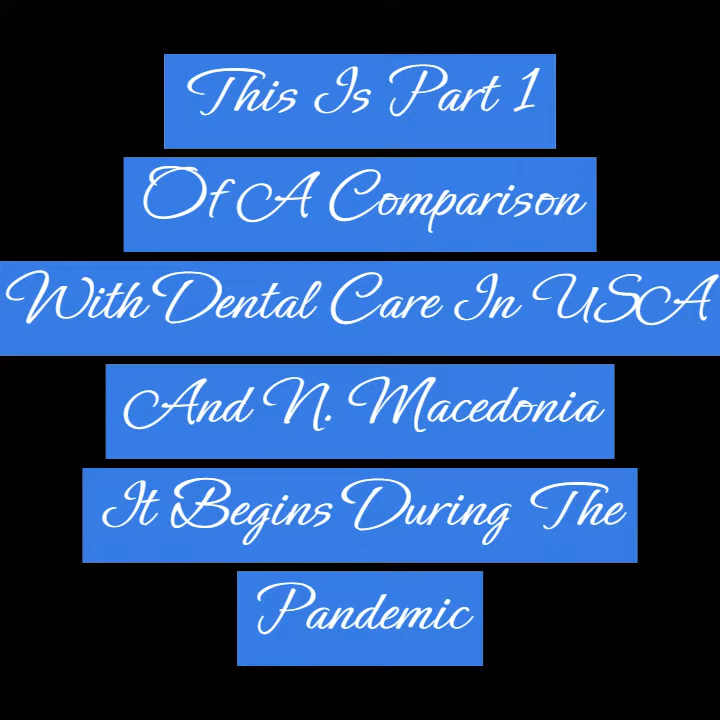 This Is Part 1
Of A Comparison
With Dental Care In USA
And N. Macedonia
It Begins During The
Pandemic